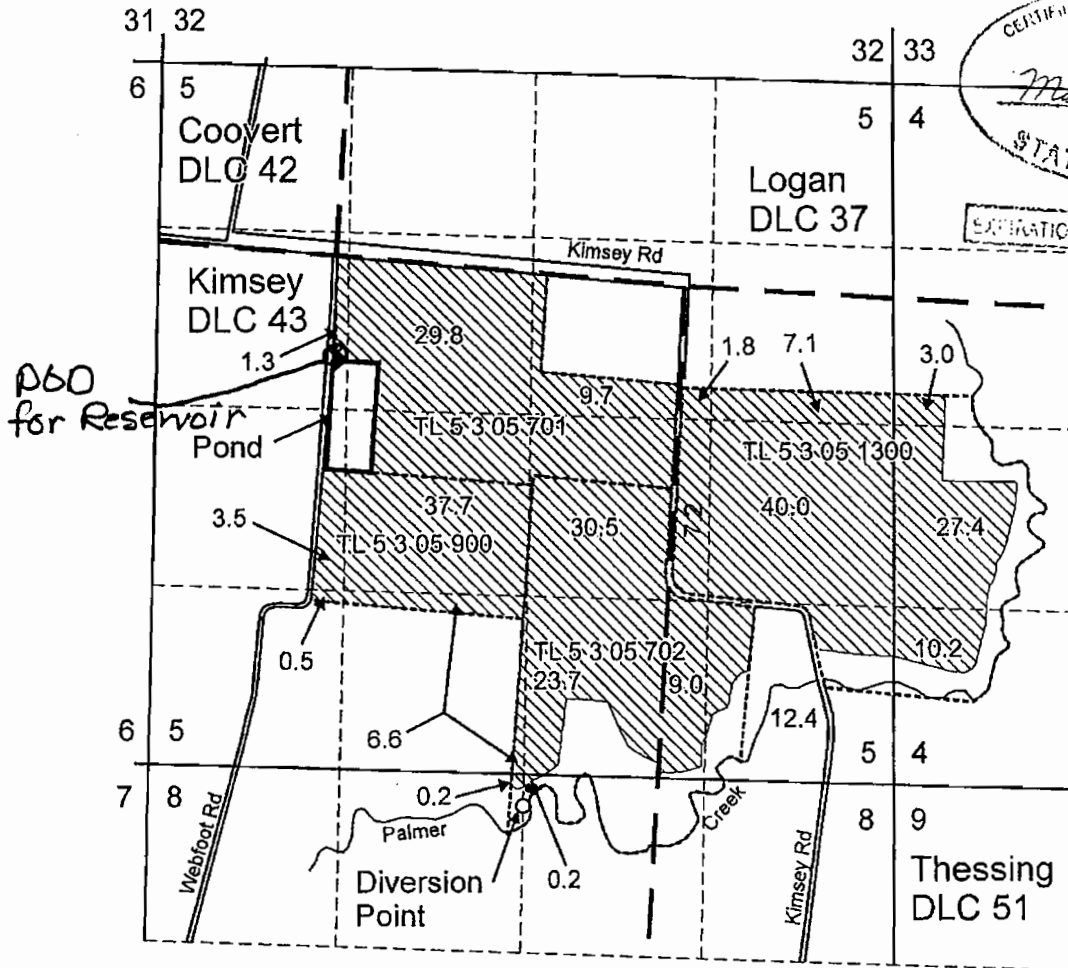 31 32
32 33
CERTIFI
6 5
5 4
STAT
EXPIRATIO
Coovert
DLC 42
Logan
DLC 37
Kimsey Rd
Kimsey
DLC 43
29.8
1.3
1.8
7.1
3.0
POD
for Reservoir
9.7
Pond
TL 5 3 05 701
TL 5 3 05 1300
37.7
30.5
40.0
27.4
3.5
TL 5 3 05 900
0.5
TL 5 3 05 702
10.2
23.7
9.0
12.4
6 5
6.6
5 4
7 8
0.2
8 9
Palmer
Creek
Webfoot Rd
Diversion
Point
0.2
Kimsey Rd
Thessing
DLC 51